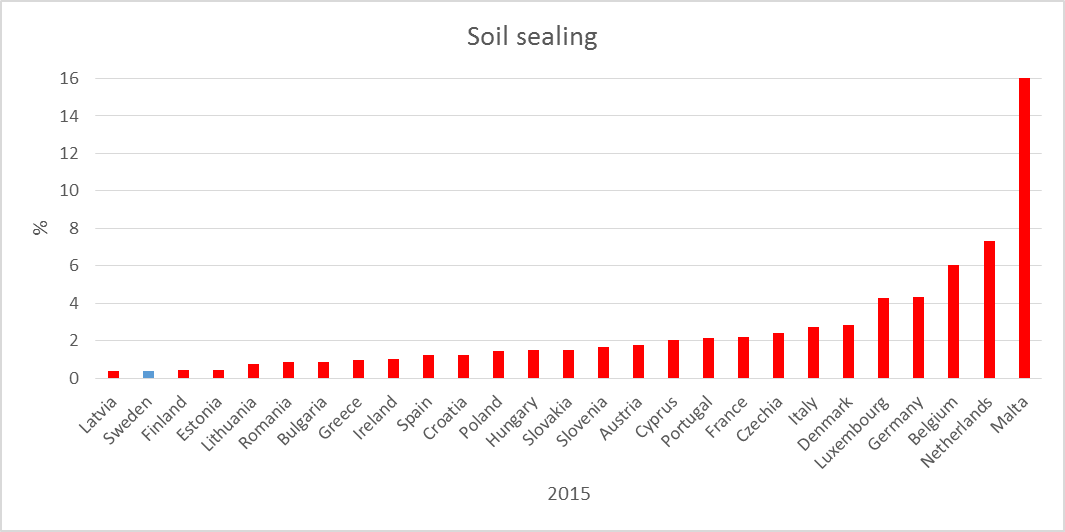 Soil sealing
16
14
12
10
8
6
4
2
0
%
Latvia
Sweden
Finland
Estonia
Lithuania
Romania
Bulgaria
Greece
Ireland
Spain
Croatia
Poland
Hungary
Slovakia
Slovenia
Austria
Cyprus
Portugal
France
Czechia
Italy
Denmark
Luxembourg
Germany
Belgium
Netherlands
Malta
2015